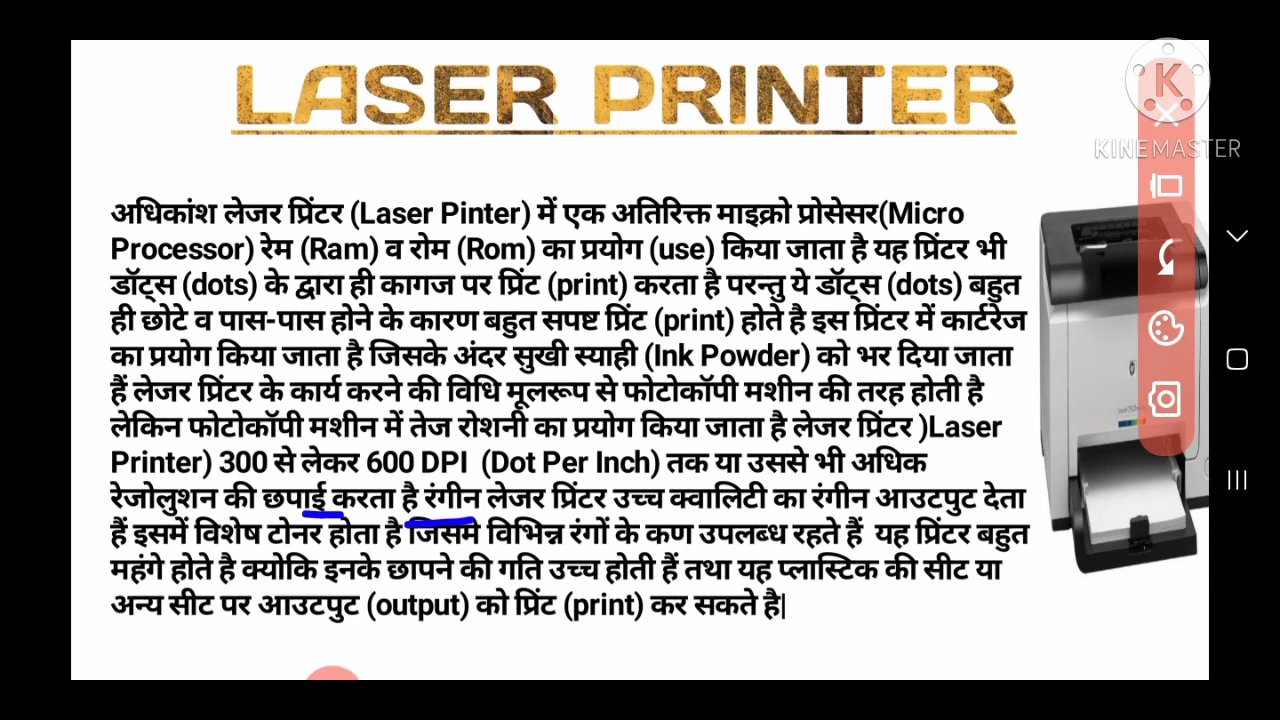 LASER PRINTER
KINEMASTER
अधिकांश लेजर प्रिंटर (Laser Pinter) में एक अतिरिक्त माइक्रो प्रोसेसर(Micro
Processor) रेम (Ram) व रोम (Rom) का प्रयोग (use) किया जाता है यह प्रिंटर भी
डॉट्स (dots) के द्वारा ही कागज पर प्रिंट (print) करता है परन्तु ये डॉट्स (dots) बहुत
ही छोटे व पास-पास होने के कारण बहुत सपष्ट प्रिंट (print) होते है इस प्रिंटर में कार्टरेज
का प्रयोग किया जाता है जिसके अंदर सुखी स्याही (Ink Powder) को भर दिया जाता
हैं लेजर प्रिंटर के कार्य करने की विधि मूलरूप से फोटोकॉपी मशीन की तरह होती है
लेकिन फोटोकॉपी मशीन में तेज रोशनी का प्रयोग किया जाता है लेजर प्रिंटर )Laser
Printer) 300 से लेकर 600 DPI (Dot Per Inch) तक या उससे भी अधिक
रेजोलुशन की छपाई करता है रंगीन लेजर प्रिंटर उच्च क्वालिटी का रंगीन आउटपुट देता
हैं इसमें विशेष टोनर होता है जिसमे विभिन्न रंगों के कण उपलब्ध रहते हैं यह प्रिंटर बहुत
महंगे होते है क्योकि इनके छापने की गति उच्च होती हैं तथा यह प्लास्टिक की सीट या
अन्य सीट पर आउटपुट (output) को प्रिंट (print) कर सकते है|